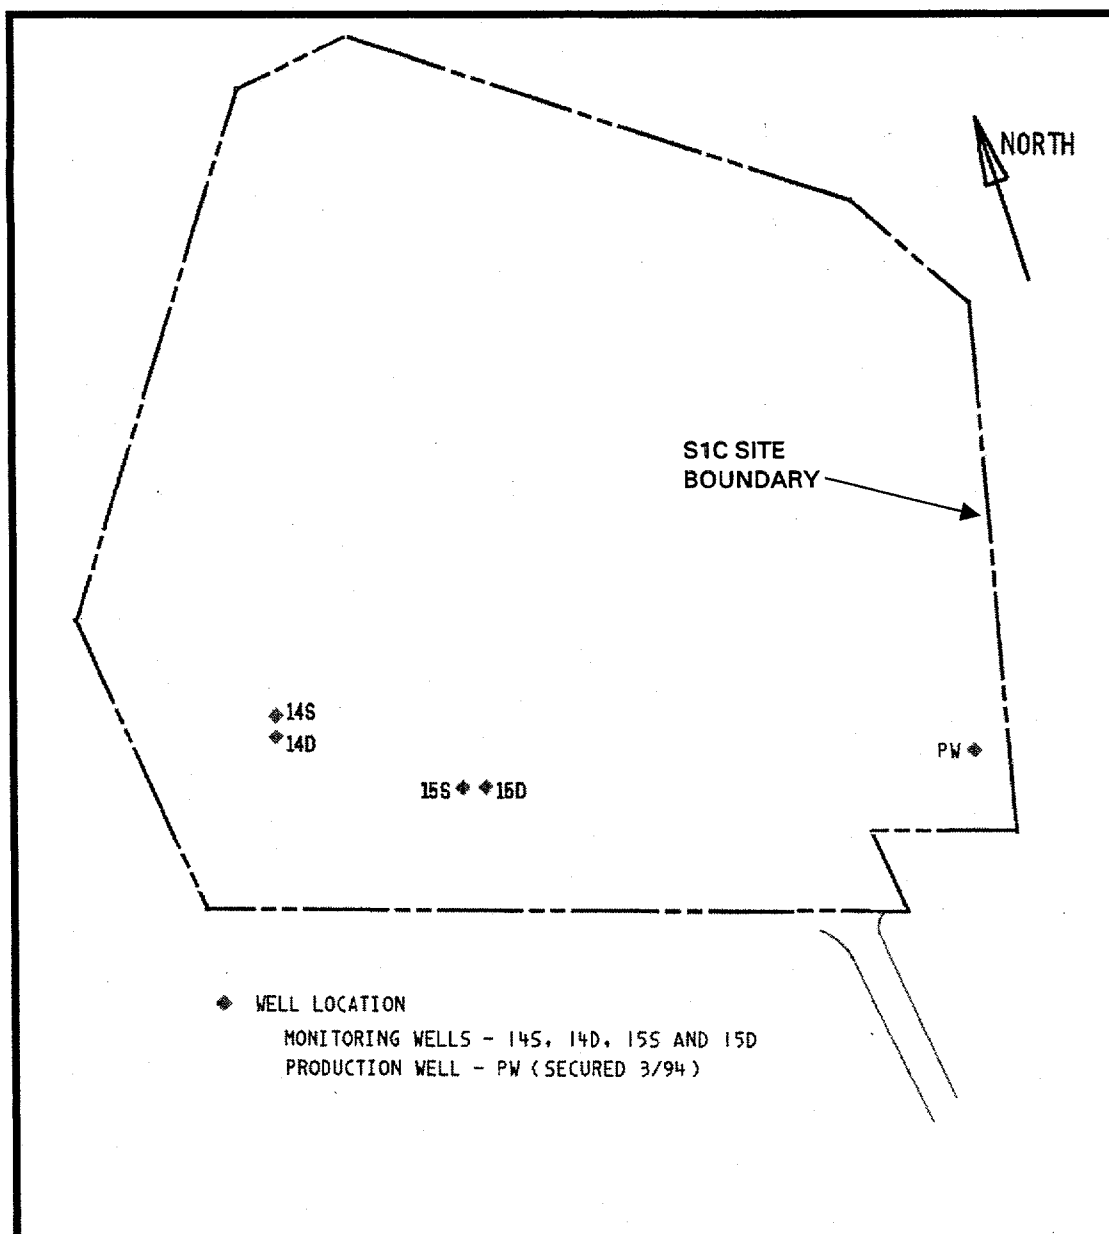 NORTH
S1C SITE
BOUNDARY
14S
14D
PW
15S 15D
WELL LOCATION
MONITORING WELLS - 14S, 14D, 15S AND 15D
PRODUCTION WELL - PW (SECURED 3/94)